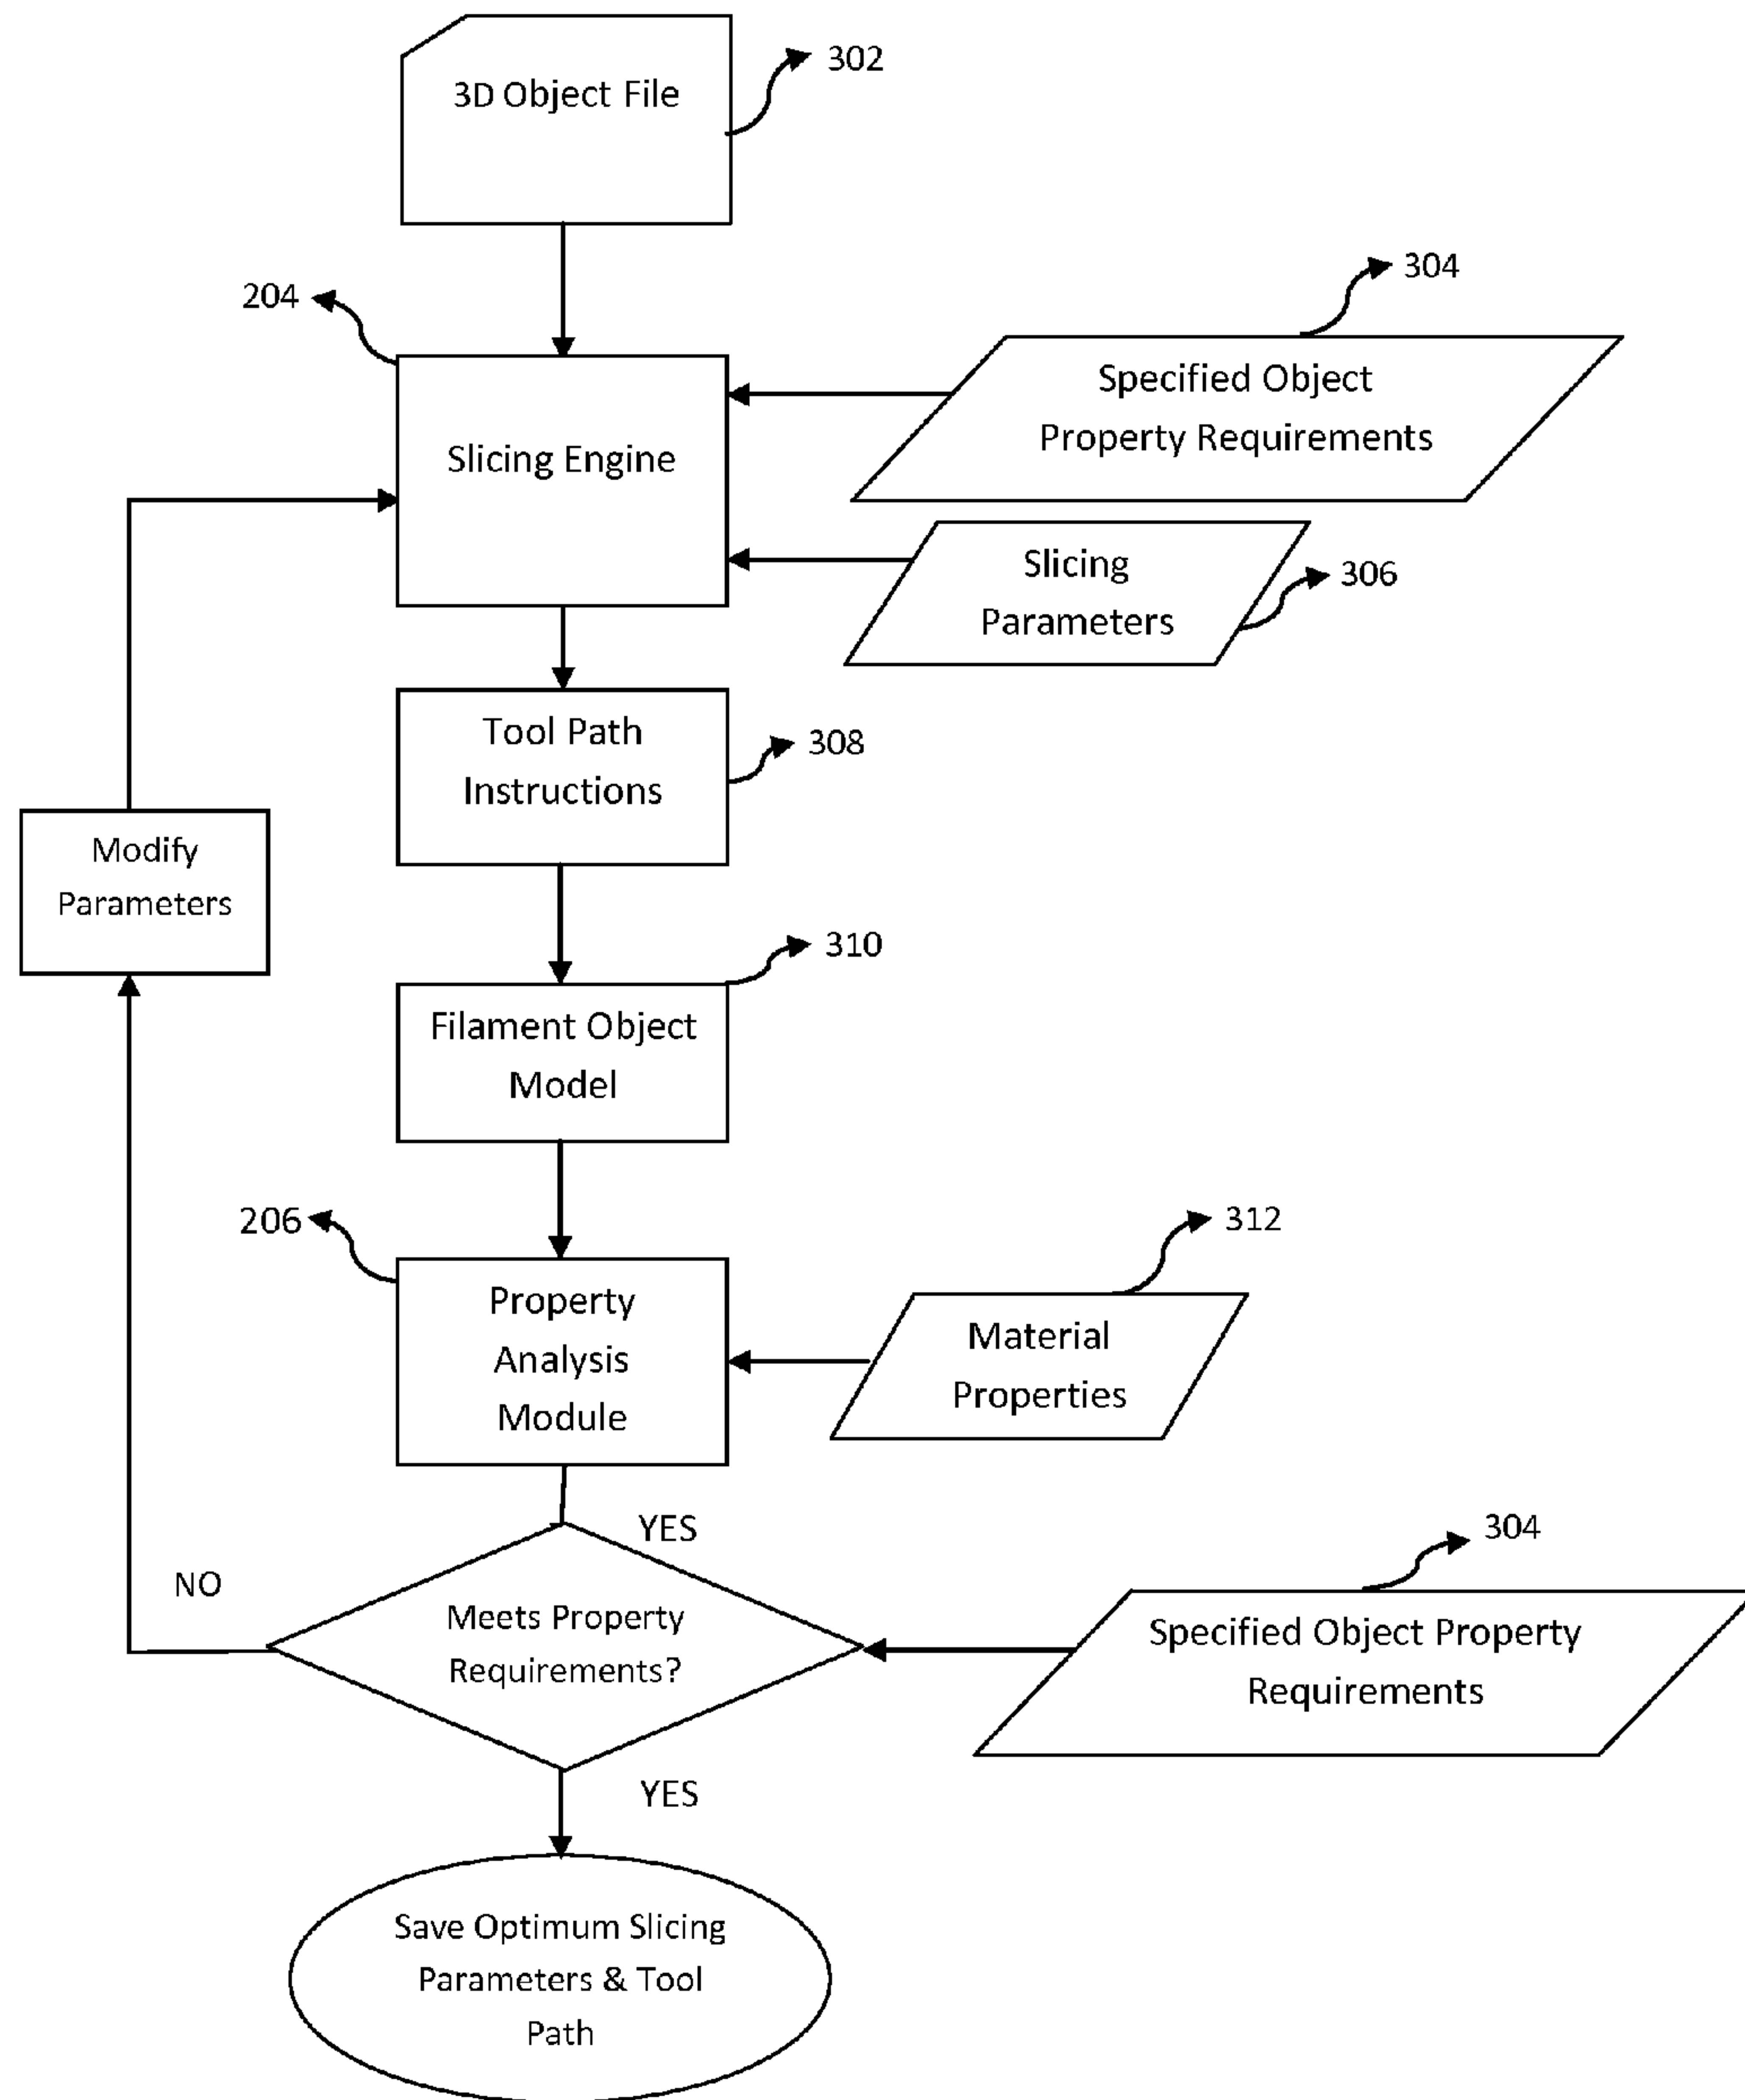 3D Object File
302
204
304
Specified Object
Property Requirements
Slicing Engine
Slicing
Parameters
306
Tool Path
Instructions
308
Modify
Parameters
310
Filament Object
Model
206
312
Property
Analysis
Module
Material
Properties
YES
304
NO
Meets Property
Requirements?
Specified Object Property
Requirements
YES
Save Optimum Slicing
Parameters & Tool
Path